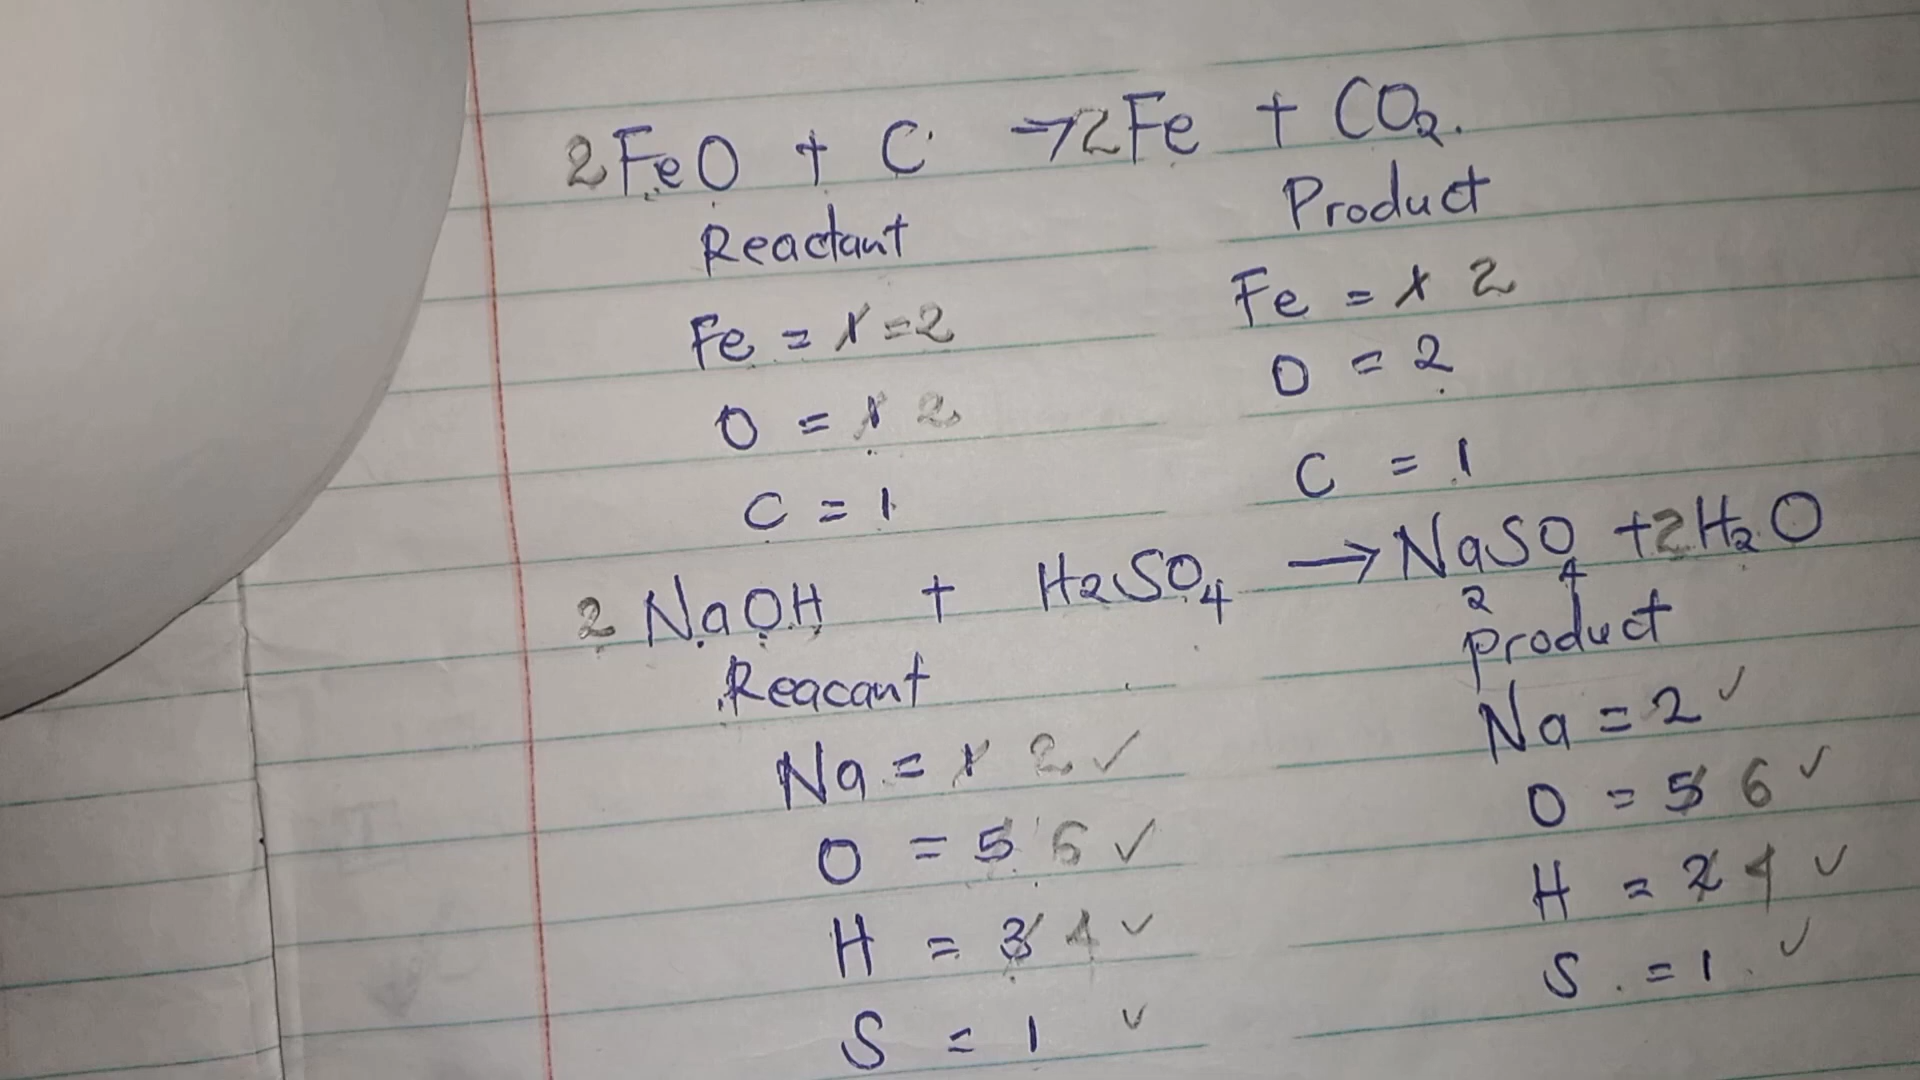 2FeO + C → 2Fe + CO₂.
Reactant Product
Fe = 1 = 2 Fe = 1 2
O = 1 2 O = 2
C = 1 C = 1
2 NaOH + H₂SO₄ → Na₂SO₄ + 2H₂O
Reacant product
Na = 1 2 ✓ Na = 2 ✓
O = 5 6 ✓ O = 5 6 ✓
H = 3 4 ✓ H = 2 4 ✓
S = 1 ✓ S = 1 ✓